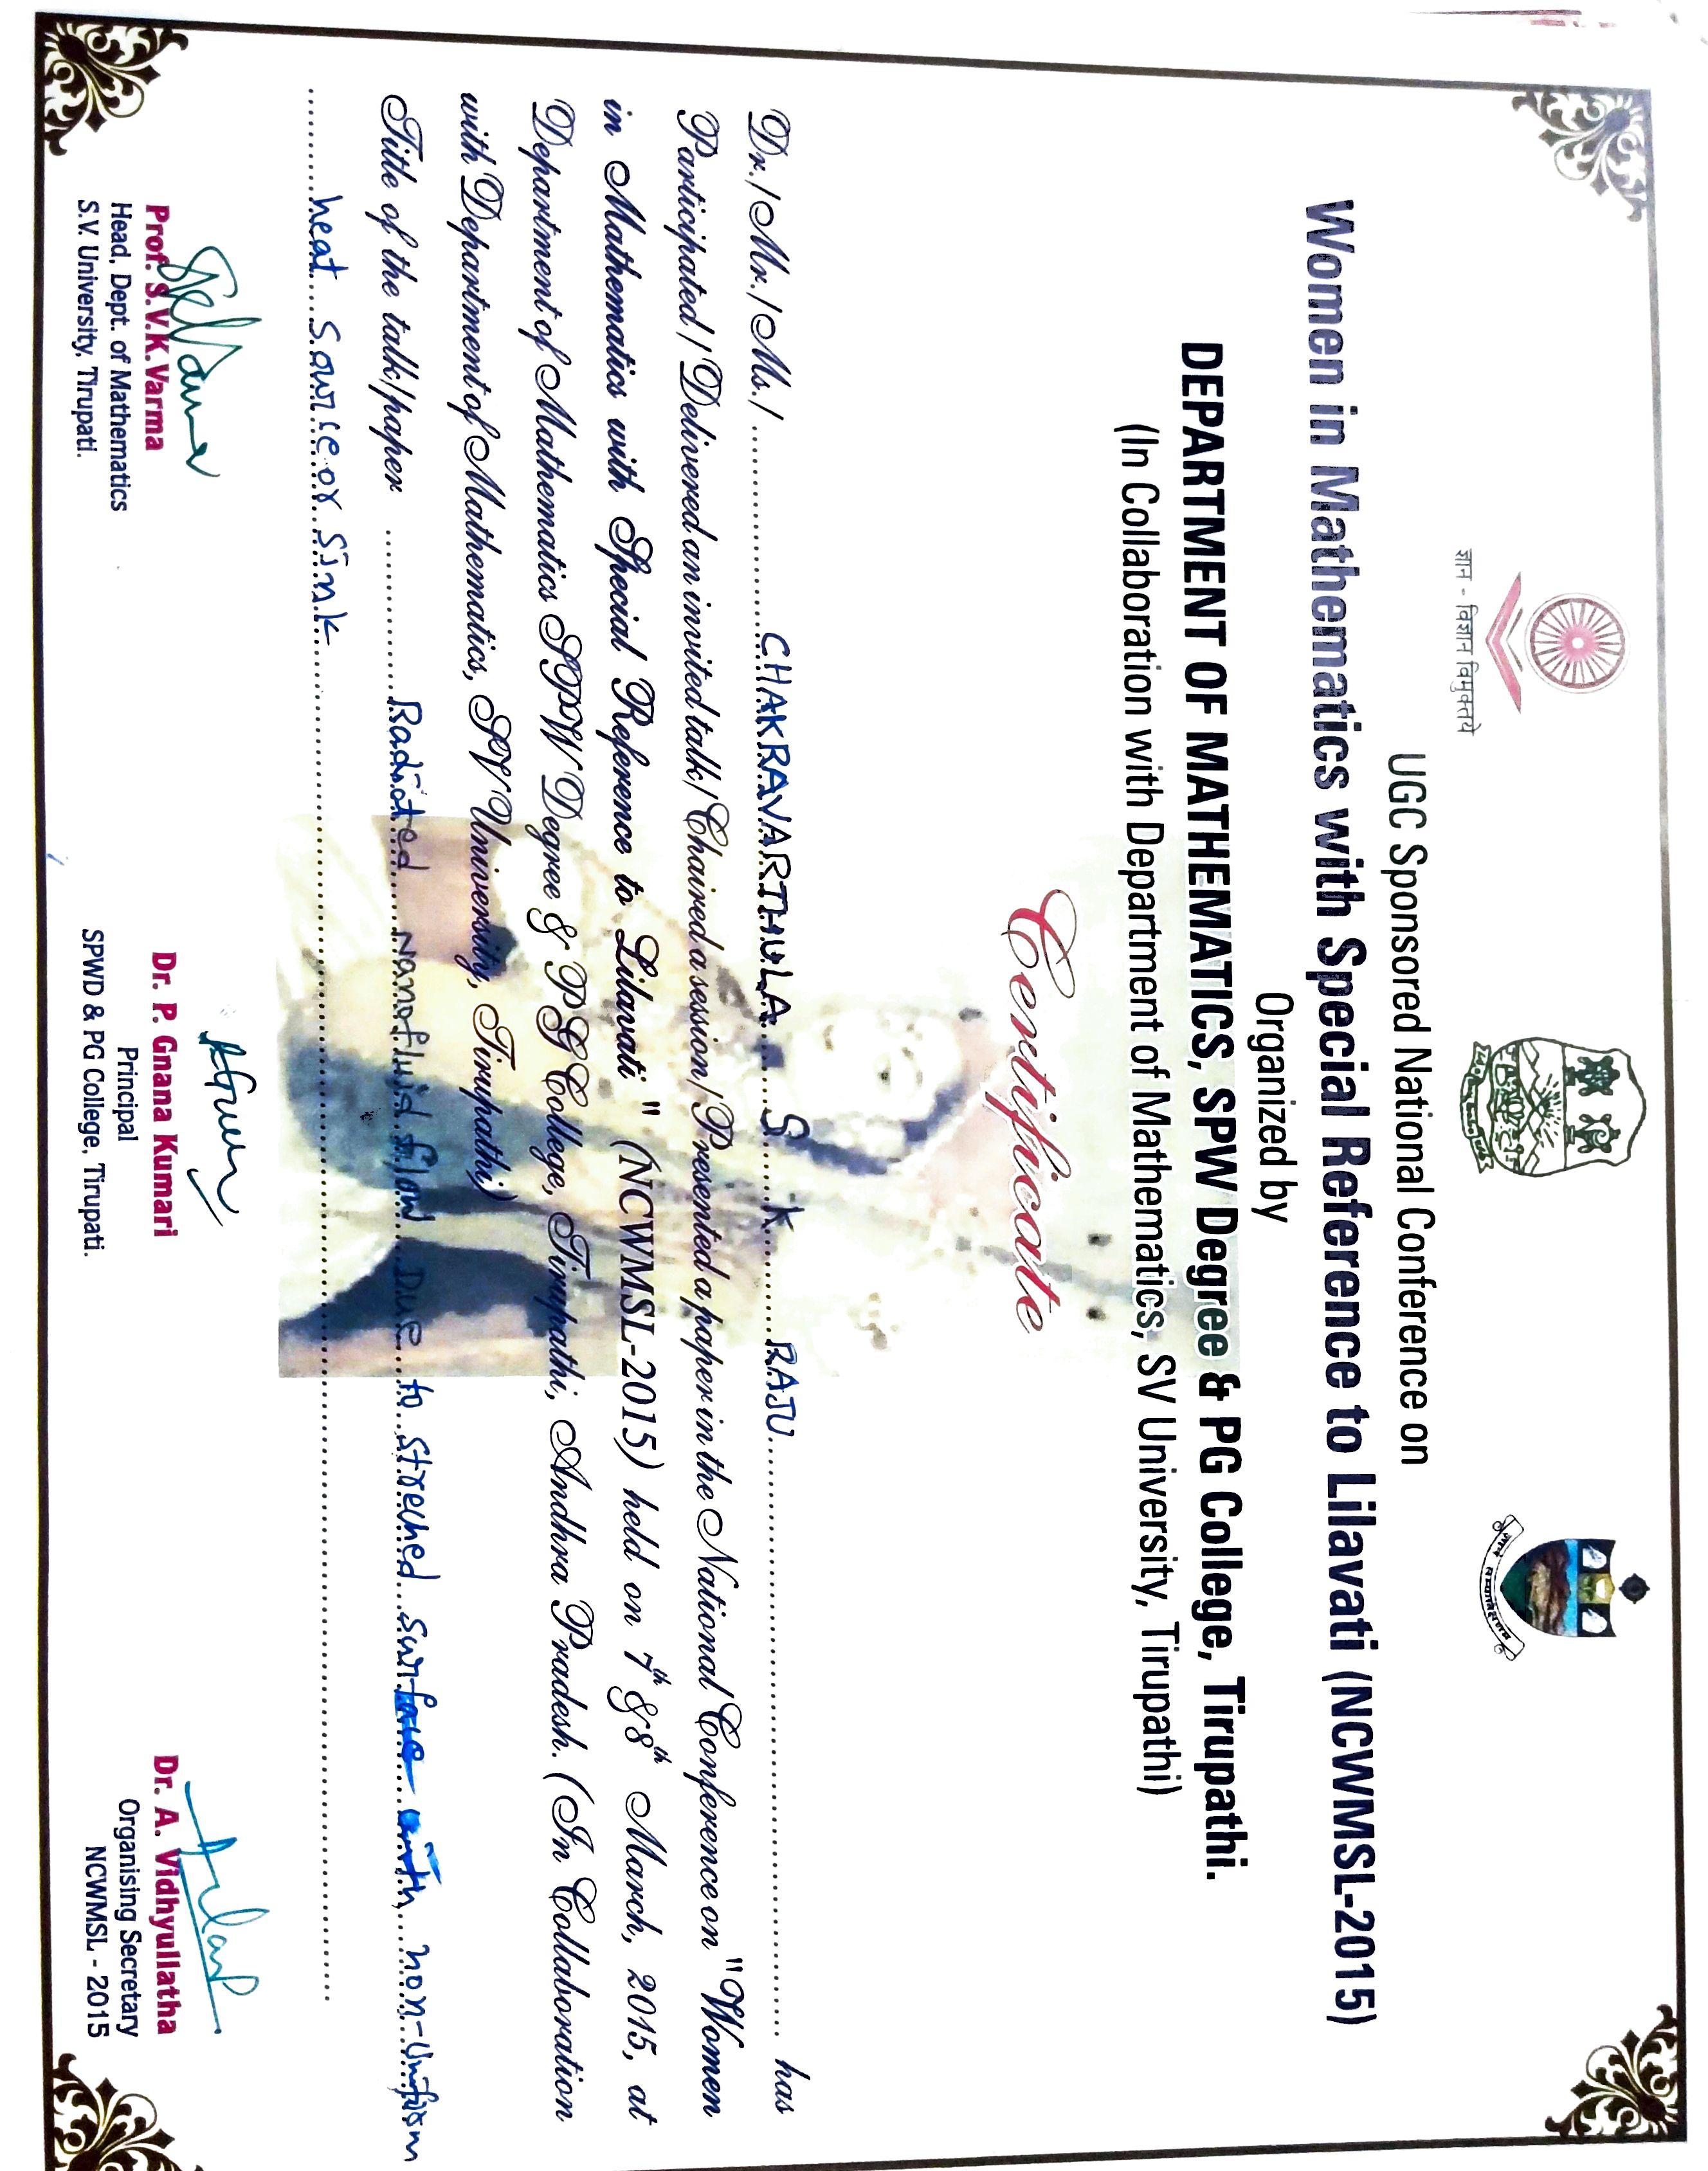 ज्ञान - विज्ञान विमुक्तये
UGC Sponsored National Conference on
Women in Mathematics with Special Reference to Lilavati (NCWMSL-2015)
Organized by
DEPARTMENT OF MATHEMATICS, SPW Degree & PG College, Tirupathi.
(In Collaboration with Department of Mathematics, SV University, Tirupathi)
Certificate
Dr./Mr./Ms./ CHAKRAVARTHULA S K RAJU has
Participated / Delivered an invited talk / Chaired a session / Presented a paper in the National Conference on "Women
in Mathematics with Special Reference to Lilavati " (NCWMSL-2015) held on 7th & 8th March, 2015, at
Department of Mathematics SPW Degree & PG College, Tirupathi, Andhra Pradesh. (In Collaboration
with Department of Mathematics, SV University, Tirupathi)
Title of the talk/paper Radiated Nanofluid flow Due to streched surface with non-Uniform
heat source or sink
Prof. S.V.K. Varma
Head, Dept. of Mathematics
S.V. University, Tirupati.
Dr. P. Gnana Kumari
Principal
SPWD & PG College, Tirupati.
Dr. A. Vidhyullatha
Organising Secretary
NCWMSL - 2015